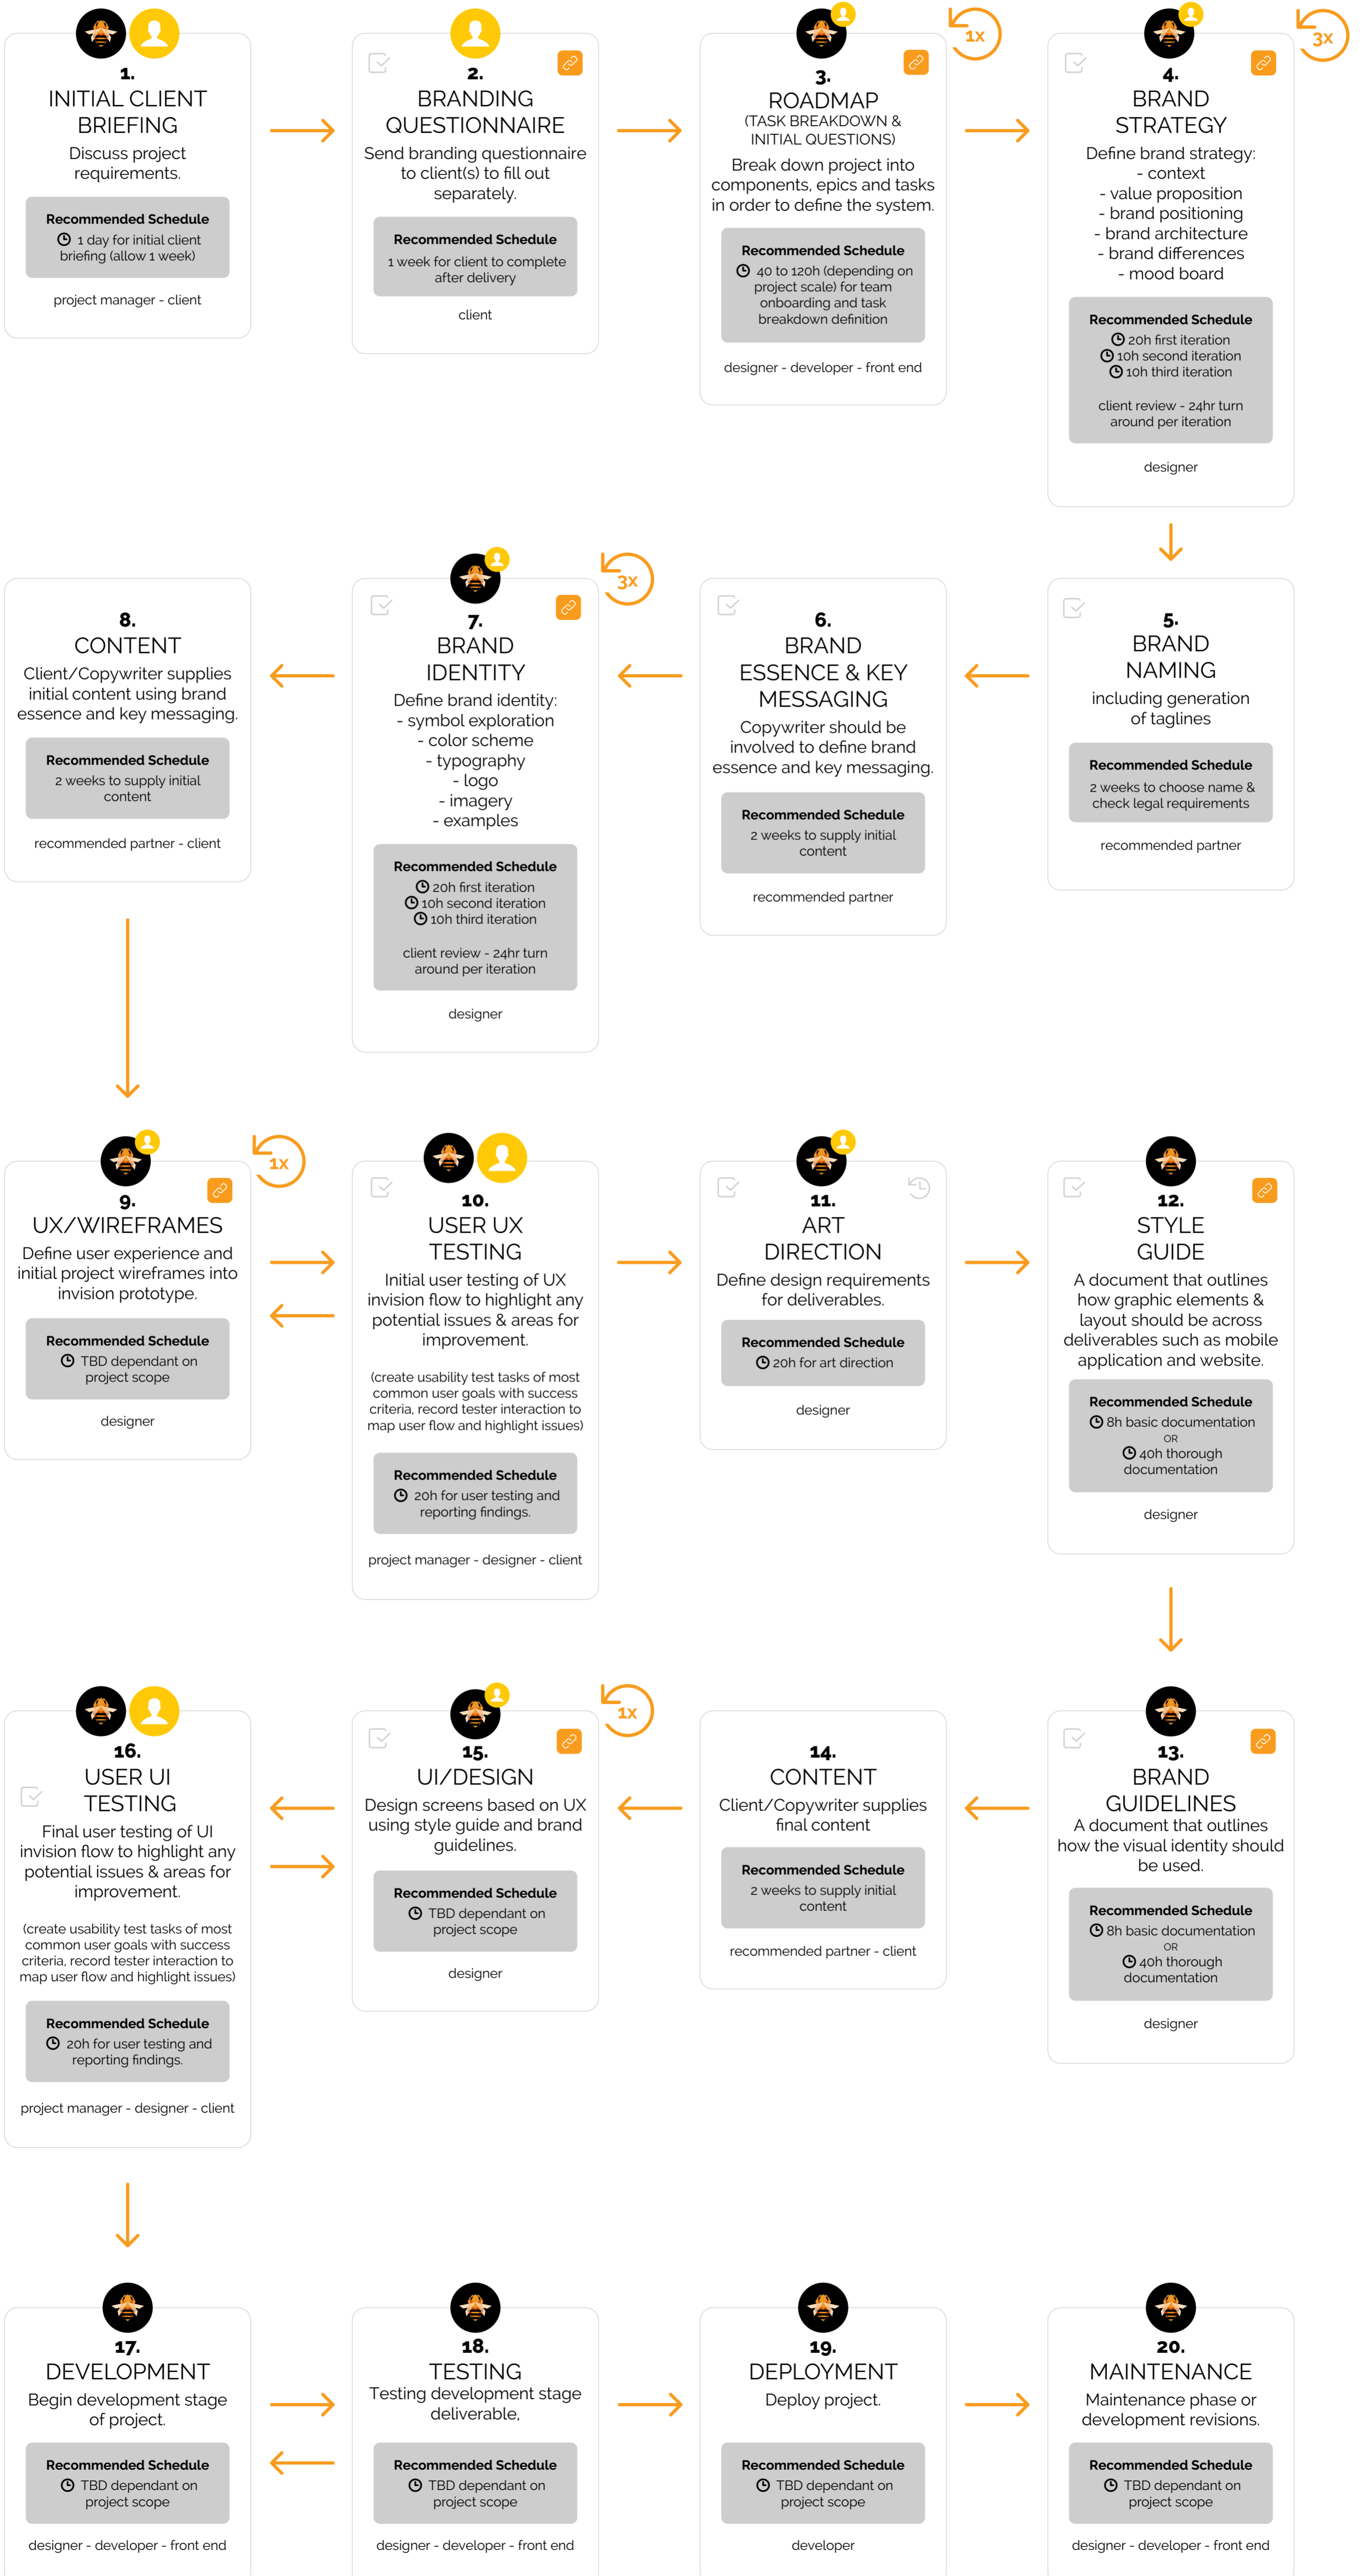 1.
INITIAL CLIENT
BRIEFING
Discuss project
requirements.
Recommended Schedule
1 day for initial client
briefing (allow 1 week)
project manager - client
2.
BRANDING
QUESTIONNAIRE
Send branding questionnaire
to client(s) to fill out
separately.
Recommended Schedule
1 week for client to complete
after delivery
client
1x
3.
ROADMAP
(TASK BREAKDOWN &
INITIAL QUESTIONS)
Break down project into
components, epics and tasks
in order to define the system.
Recommended Schedule
40 to 120h (depending on
project scale) for team
onboarding and task
breakdown definition
designer - developer - front end
3x
4.
BRAND
STRATEGY
Define brand strategy:
- context
- value proposition
- brand positioning
- brand architecture
- brand differences
- mood board
Recommended Schedule
20h first iteration
10h second iteration
10h third iteration
client review - 24hr turn
around per iteration
designer
5.
BRAND
NAMING
including generation
of taglines
Recommended Schedule
2 weeks to choose name &
check legal requirements
recommended partner
6.
BRAND
ESSENCE & KEY
MESSAGING
Copywriter should be
involved to define brand
essence and key messaging.
Recommended Schedule
2 weeks to supply initial
content
recommended partner
3x
7.
BRAND
IDENTITY
Define brand identity:
- symbol exploration
- color scheme
- typography
- logo
- imagery
- examples
Recommended Schedule
20h first iteration
10h second iteration
10h third iteration
client review - 24hr turn
around per iteration
designer
8.
CONTENT
Client/Copywriter supplies
initial content using brand
essence and key messaging.
Recommended Schedule
2 weeks to supply initial
content
recommended partner - client
1x
9.
UX/WIREFRAMES
Define user experience and
initial project wireframes into
invision prototype.
Recommended Schedule
TBD dependant on
project scope
designer
10.
USER UX
TESTING
Initial user testing of UX
invision flow to highlight any
potential issues & areas for
improvement.
(create usability test tasks of most
common user goals with success
criteria, record tester interaction to
map user flow and highlight issues)
Recommended Schedule
20h for user testing and
reporting findings.
project manager - designer - client
11.
ART
DIRECTION
Define design requirements
for deliverables.
Recommended Schedule
20h for art direction
designer
12.
STYLE
GUIDE
A document that outlines
how graphic elements &
layout should be across
deliverables such as mobile
application and website.
Recommended Schedule
8h basic documentation
OR
40h thorough
documentation
designer
13.
BRAND
GUIDELINES
A document that outlines
how the visual identity should
be used.
Recommended Schedule
8h basic documentation
OR
40h thorough
documentation
designer
14.
CONTENT
Client/Copywriter supplies
final content
Recommended Schedule
2 weeks to supply initial
content
recommended partner - client
1x
15.
UI/DESIGN
Design screens based on UX
using style guide and brand
guidelines.
Recommended Schedule
TBD dependant on
project scope
designer
16.
USER UI
TESTING
Final user testing of UI
invision flow to highlight any
potential issues & areas for
improvement.
(create usability test tasks of most
common user goals with success
criteria, record tester interaction to
map user flow and highlight issues)
Recommended Schedule
20h for user testing and
reporting findings.
project manager - designer - client
17.
DEVELOPMENT
Begin development stage
of project.
Recommended Schedule
TBD dependant on
project scope
designer - developer - front end
18.
TESTING
Testing development stage
deliverable,
Recommended Schedule
TBD dependant on
project scope
designer - developer - front end
19.
DEPLOYMENT
Deploy project.
Recommended Schedule
TBD dependant on
project scope
developer
20.
MAINTENANCE
Maintenance phase or
development revisions.
Recommended Schedule
TBD dependant on
project scope
designer - developer - front end